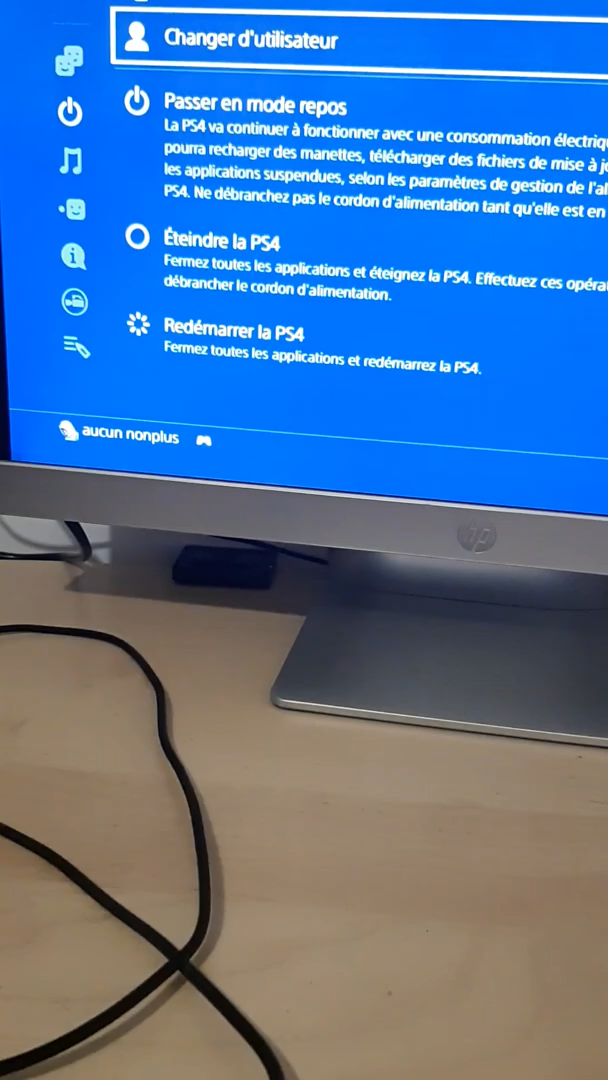 Changer d'utilisateur
Passer en mode repos
La PS4 va continuer à fonctionner avec une consommation
pourra recharger des manettes, télécharger des fichiers de mise à
les applications suspendues, selon les paramètres de gestion de
PS4. Ne débranchez pas le cordon d'alimentation tant qu'elle est en
Éteindre la PS4
Fermez toutes les applications et éteignez la PS4. Effectuez ces
débrancher le cordon d'alimentation.
Redémarrer la PS4
Fermez toutes les applications et redémarrez la PS4.
aucun nonplus
hp